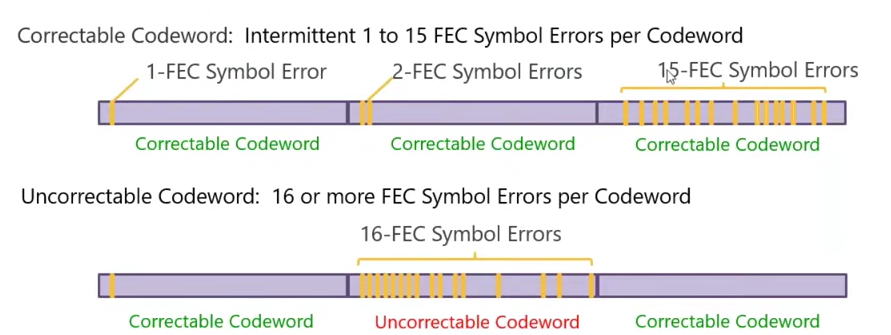 Correctable Codeword: Intermittent 1 to 15 FEC Symbol Errors per Codeword
1-FEC Symbol Error
2-FEC Symbol Errors
15-FEC Symbol Errors
Correctable Codeword
Correctable Codeword
Correctable Codeword
Uncorrectable Codeword: 16 or more FEC Symbol Errors per Codeword
16-FEC Symbol Errors
Correctable Codeword
Uncorrectable Codeword
Correctable Codeword